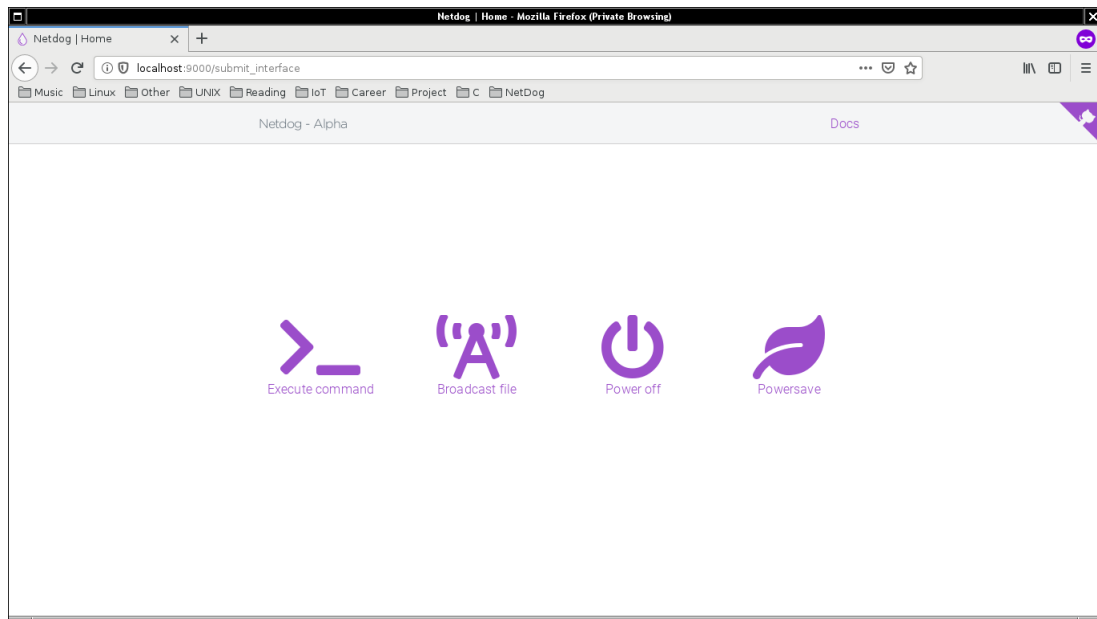 Netdog | Home - Mozilla Firefox (Private Browsing)
Netdog | Home
localhost:9000/submit_interface
Music Linux Other UNIX Reading IoT Career Project C NetDog
Netdog - Alpha Docs
Execute command Broadcast file Power off Powersave